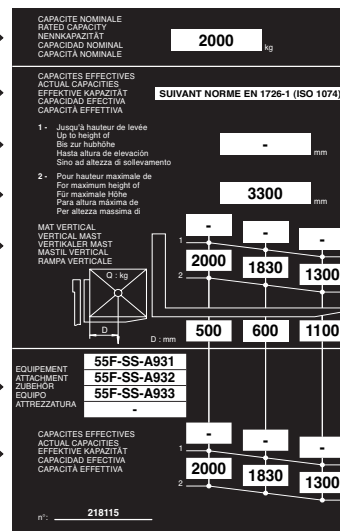 CAPACITE NOMINALE
RATED CAPACITY
NENNKAPAZITÄT
CAPACIDAD NOMINAL
CAPACITÀ NOMINALE
2000 kg
CAPACITES EFFECTIVES
ACTUAL CAPACITIES
EFFEKTIVE KAPAZITÄT
CAPACIDAD EFECTIVA
CAPACITÀ EFFETTIVA
SUIVANT NORME EN 1726-1 (ISO 1074)
1 - Jusqu'à hauteur de levée
Up to height of
Bis zur hubhöhe
Hasta altura de elevación
Sino ad altezza di sollevamento
- mm
2 - Pour hauteur maximale de
For maximum height of
Für maximale Höhe
Para altura máxima de
Per altezza massima di
3300 mm
MAT VERTICAL
VERTICAL MAST
VERTIKALER MAST
MASTIL VERTICAL
RAMPA VERTICALE
1 - - -
2 2000 1830 1300
Q : kg
D
D : mm 500 600 1100
EQUIPEMENT
ATTACHMENT
ZUBEHÖR
EQUIPO
ATTREZZATURA
55F-SS-A931
55F-SS-A932
55F-SS-A933
-
CAPACITES EFFECTIVES
ACTUAL CAPACITIES
EFFEKTIVE KAPAZITÄT
CAPACIDAD EFECTIVA
CAPACITÀ EFFETTIVA
1 - - -
2 2000 1830 1300
n°: 218115